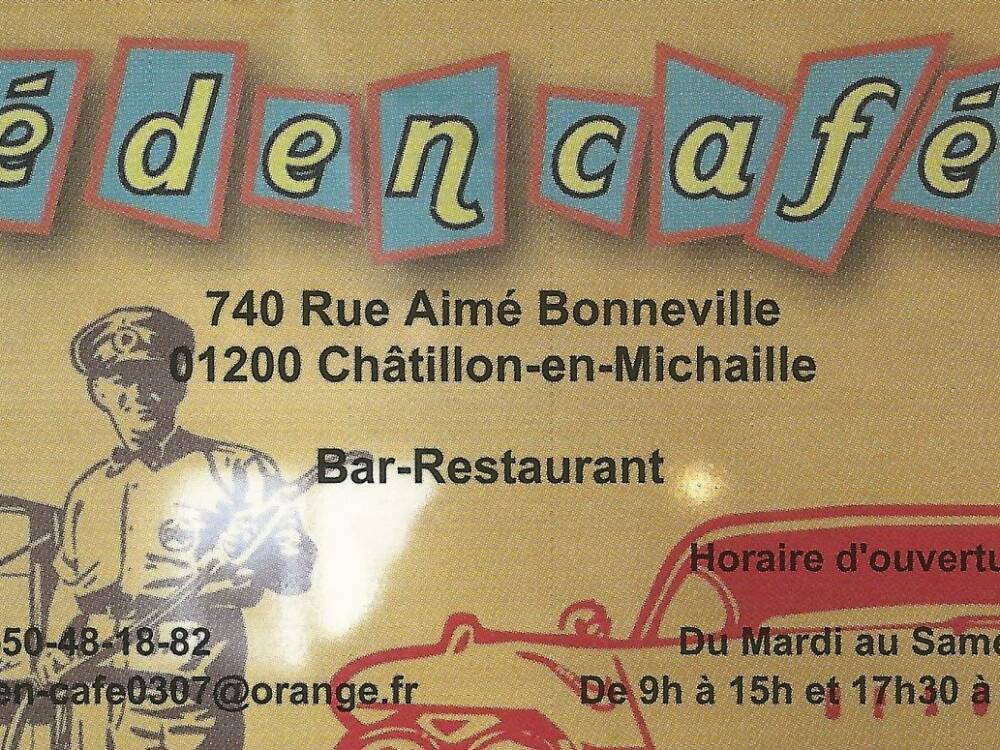 éden café
740 Rue Aimé Bonneville
01200 Châtillon-en-Michaille
Bar-Restaurant
Horaire d'ouvertu
50-48-18-82
Du Mardi au Same
en-cafe0307@orange.fr
De 9h à 15h et 17h30 à